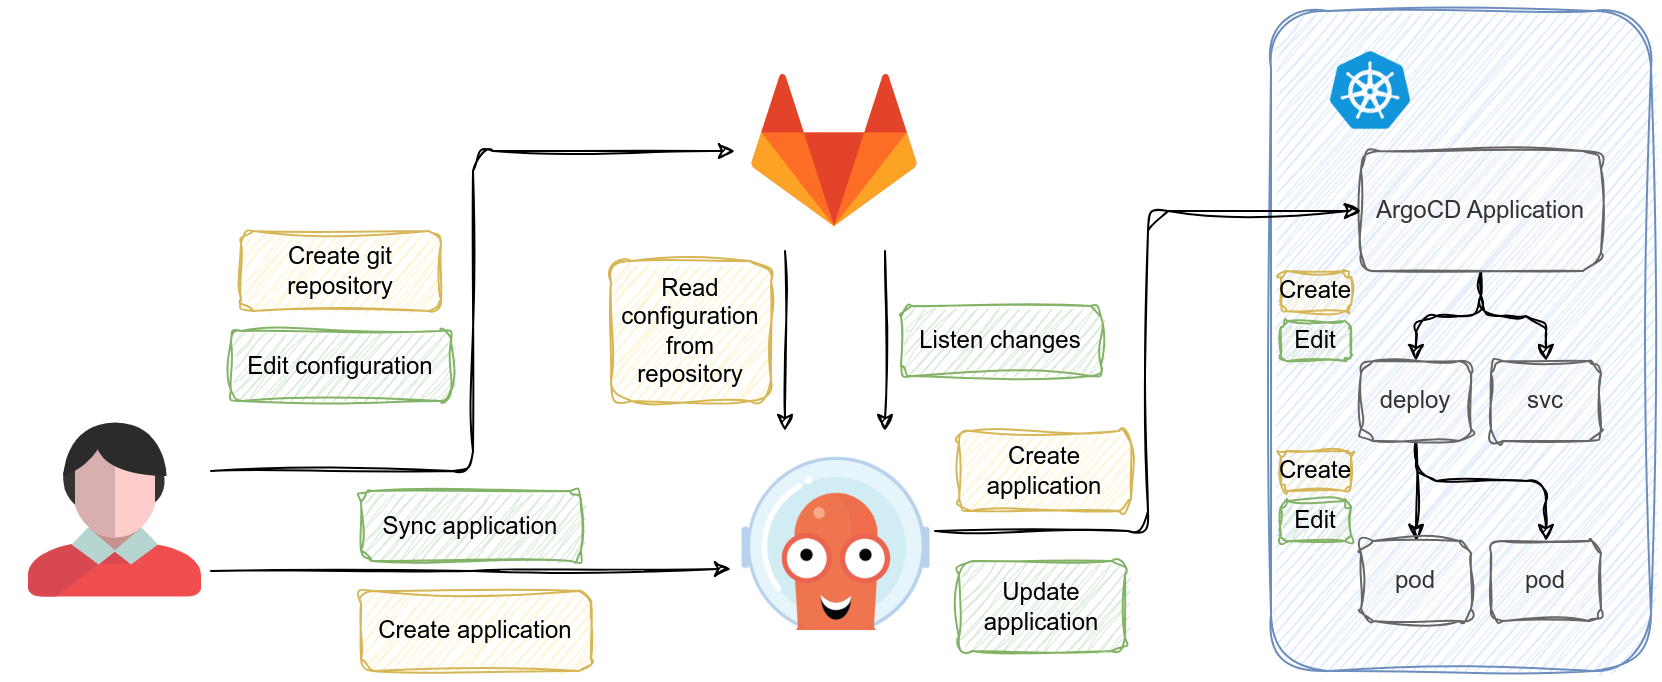 Create git
repository
Edit configuration
Sync application
Create application
Read
configuration
from
repository
Listen changes
Create
application
Update
application
ArgoCD Application
Create
Edit
deploy
svc
Create
Edit
pod
pod